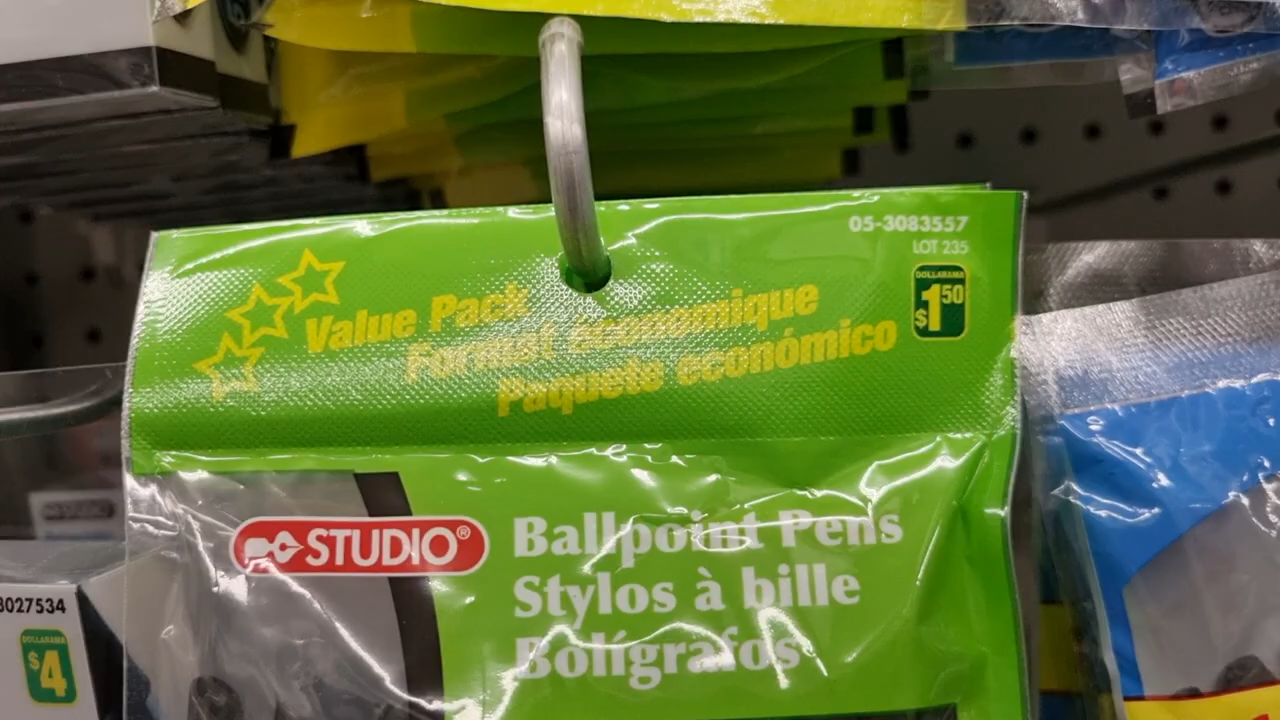 05-3083557
LOT 235
DOLLARAMA
$1.50
Value Pack
Format économique
Paquete económico
STUDIO®
Ballpoint Pens
Stylos à bille
Bolígrafos
3027534
DOLLARAMA
$4